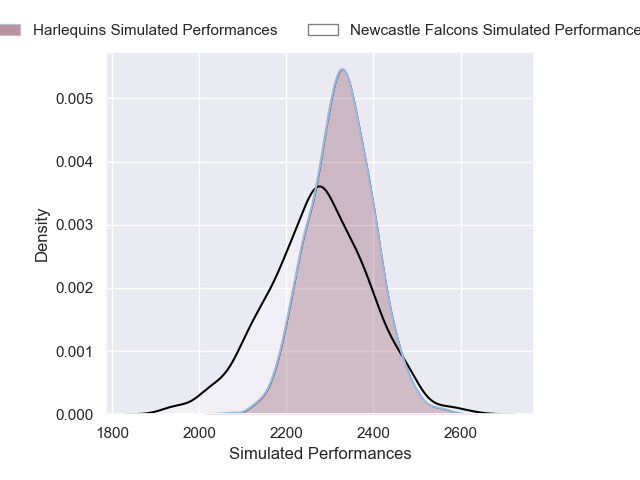 Harlequins Simulated Performances
Newcastle Falcons Simulated Performance
0.005
0.004
0.003
0.002
0.001
0.000
Density
1800 2000 2200 2400 2600
Simulated Performances